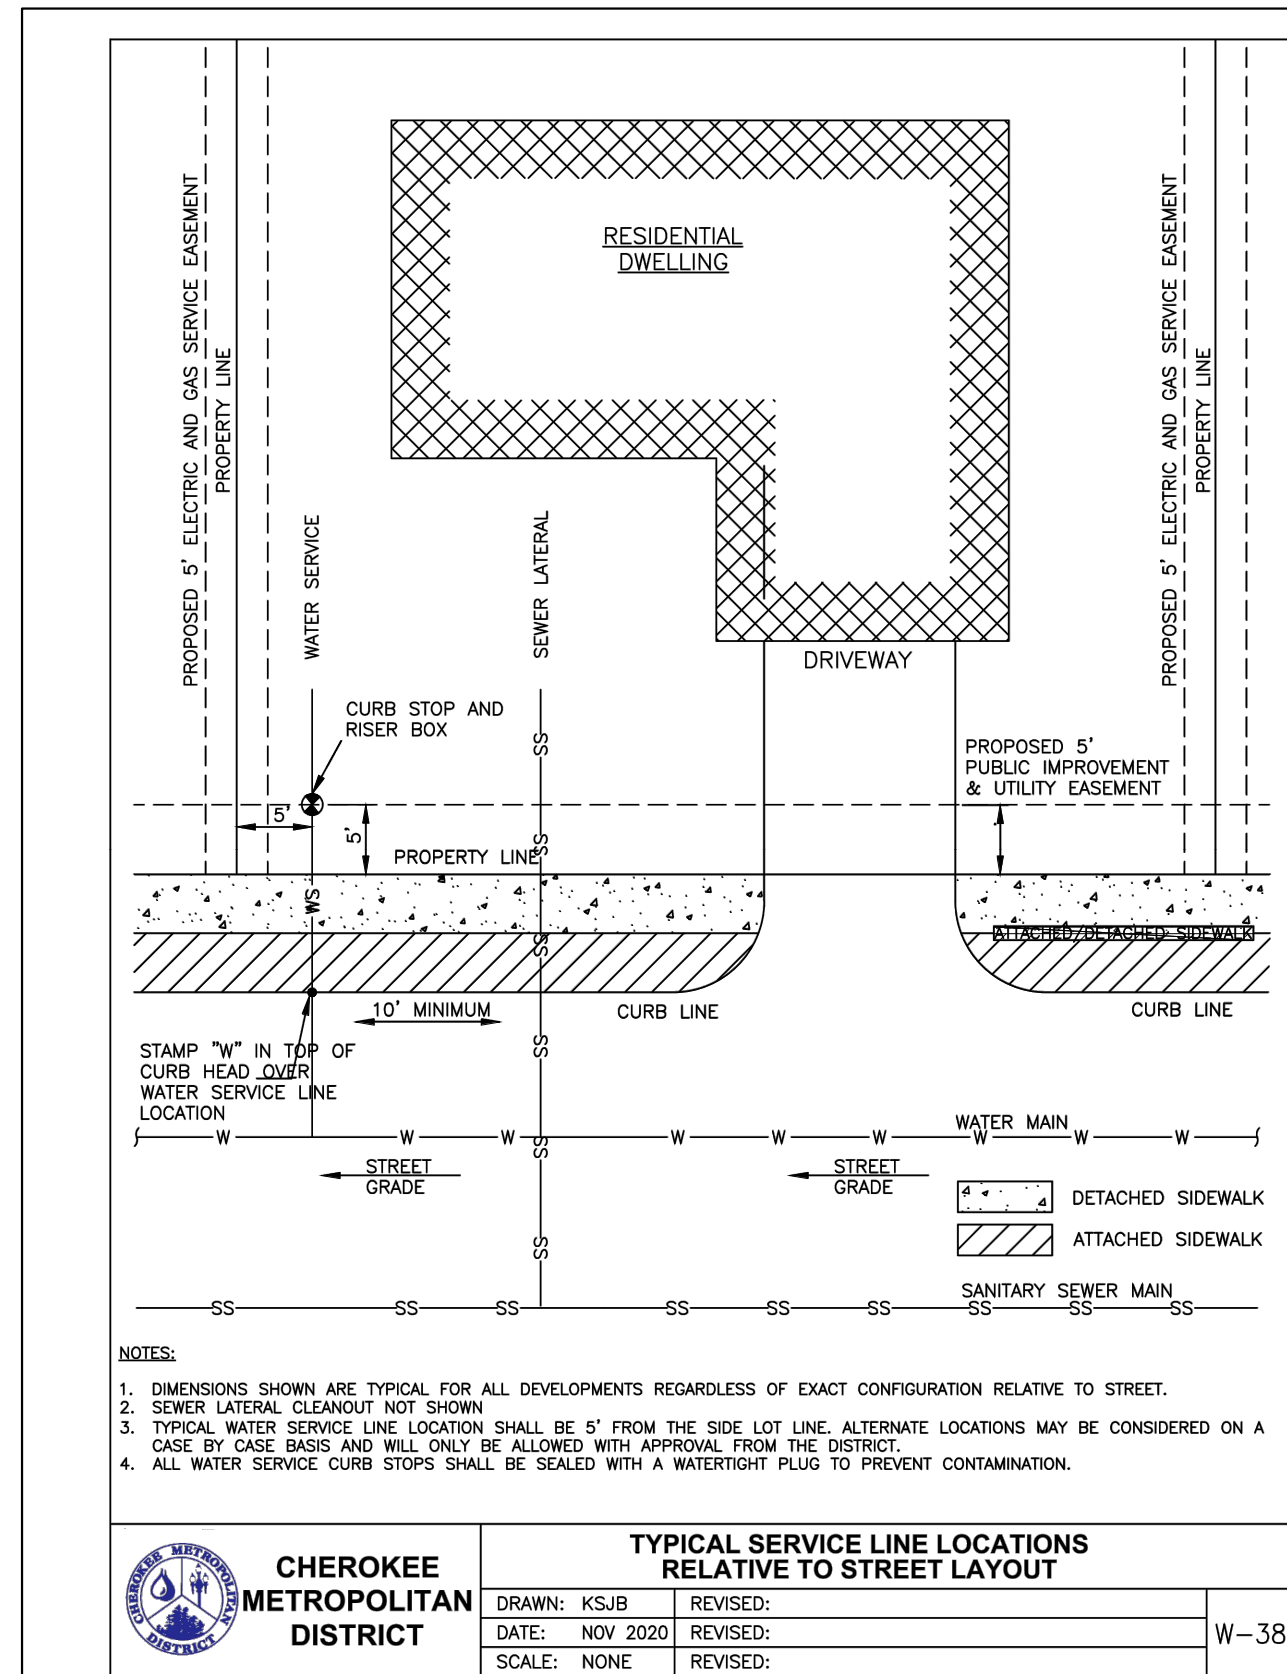 RESIDENTIAL
DWELLING
PROPOSED 5' ELECTRIC AND GAS SERVICE EASEMENT
PROPERTY LINE
WATER SERVICE
SEWER LATERAL
PROPOSED 5' ELECTRIC AND GAS SERVICE EASEMENT
PROPERTY LINE
DRIVEWAY
CURB STOP AND
RISER BOX
PROPOSED 5'
PUBLIC IMPROVEMENT
& UTILITY EASEMENT
5'
5'
PROPERTY LINE
SS
SS
WS
SS
ATTACHED/DETACHED SIDEWALK
10' MINIMUM
CURB LINE
CURB LINE
SS
STAMP "W" IN TOP OF
CURB HEAD OVER
WATER SERVICE LINE
LOCATION
WATER MAIN
W W W W W W W W W
SS
STREET
GRADE
STREET
GRADE
DETACHED SIDEWALK
ATTACHED SIDEWALK
SS
SANITARY SEWER MAIN
SS SS SS SS SS SS SS SS SS
NOTES:
1. DIMENSIONS SHOWN ARE TYPICAL FOR ALL DEVELOPMENTS REGARDLESS OF EXACT CONFIGURATION RELATIVE TO STREET.
2. SEWER LATERAL CLEANOUT NOT SHOWN
3. TYPICAL WATER SERVICE LINE LOCATION SHALL BE 5' FROM THE SIDE LOT LINE. ALTERNATE LOCATIONS MAY BE CONSIDERED ON A
CASE BY CASE BASIS AND WILL ONLY BE ALLOWED WITH APPROVAL FROM THE DISTRICT.
4. ALL WATER SERVICE CURB STOPS SHALL BE SEALED WITH A WATERTIGHT PLUG TO PREVENT CONTAMINATION.
CHEROKEE METROPOLITAN
DISTRICT
CHEROKEE
METROPOLITAN
DISTRICT
TYPICAL SERVICE LINE LOCATIONS
RELATIVE TO STREET LAYOUT
DRAWN: KSJB REVISED:
DATE: NOV 2020 REVISED:
SCALE: NONE REVISED:
W-38